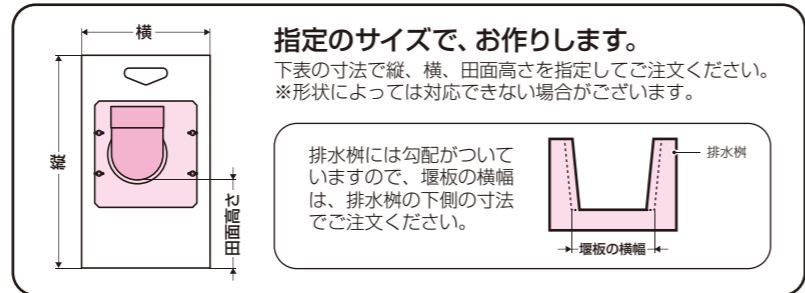 横
縦
田面高さ
指定のサイズで、お作りします。
下表の寸法で縦、横、田面高さを指定してご注文ください。
※形状によっては対応できない場合がございます。
排水桝には勾配がついて
いますので、堰板の横幅
は、排水桝の下側の寸法
でご注文ください。
排水桝
堰板の横幅